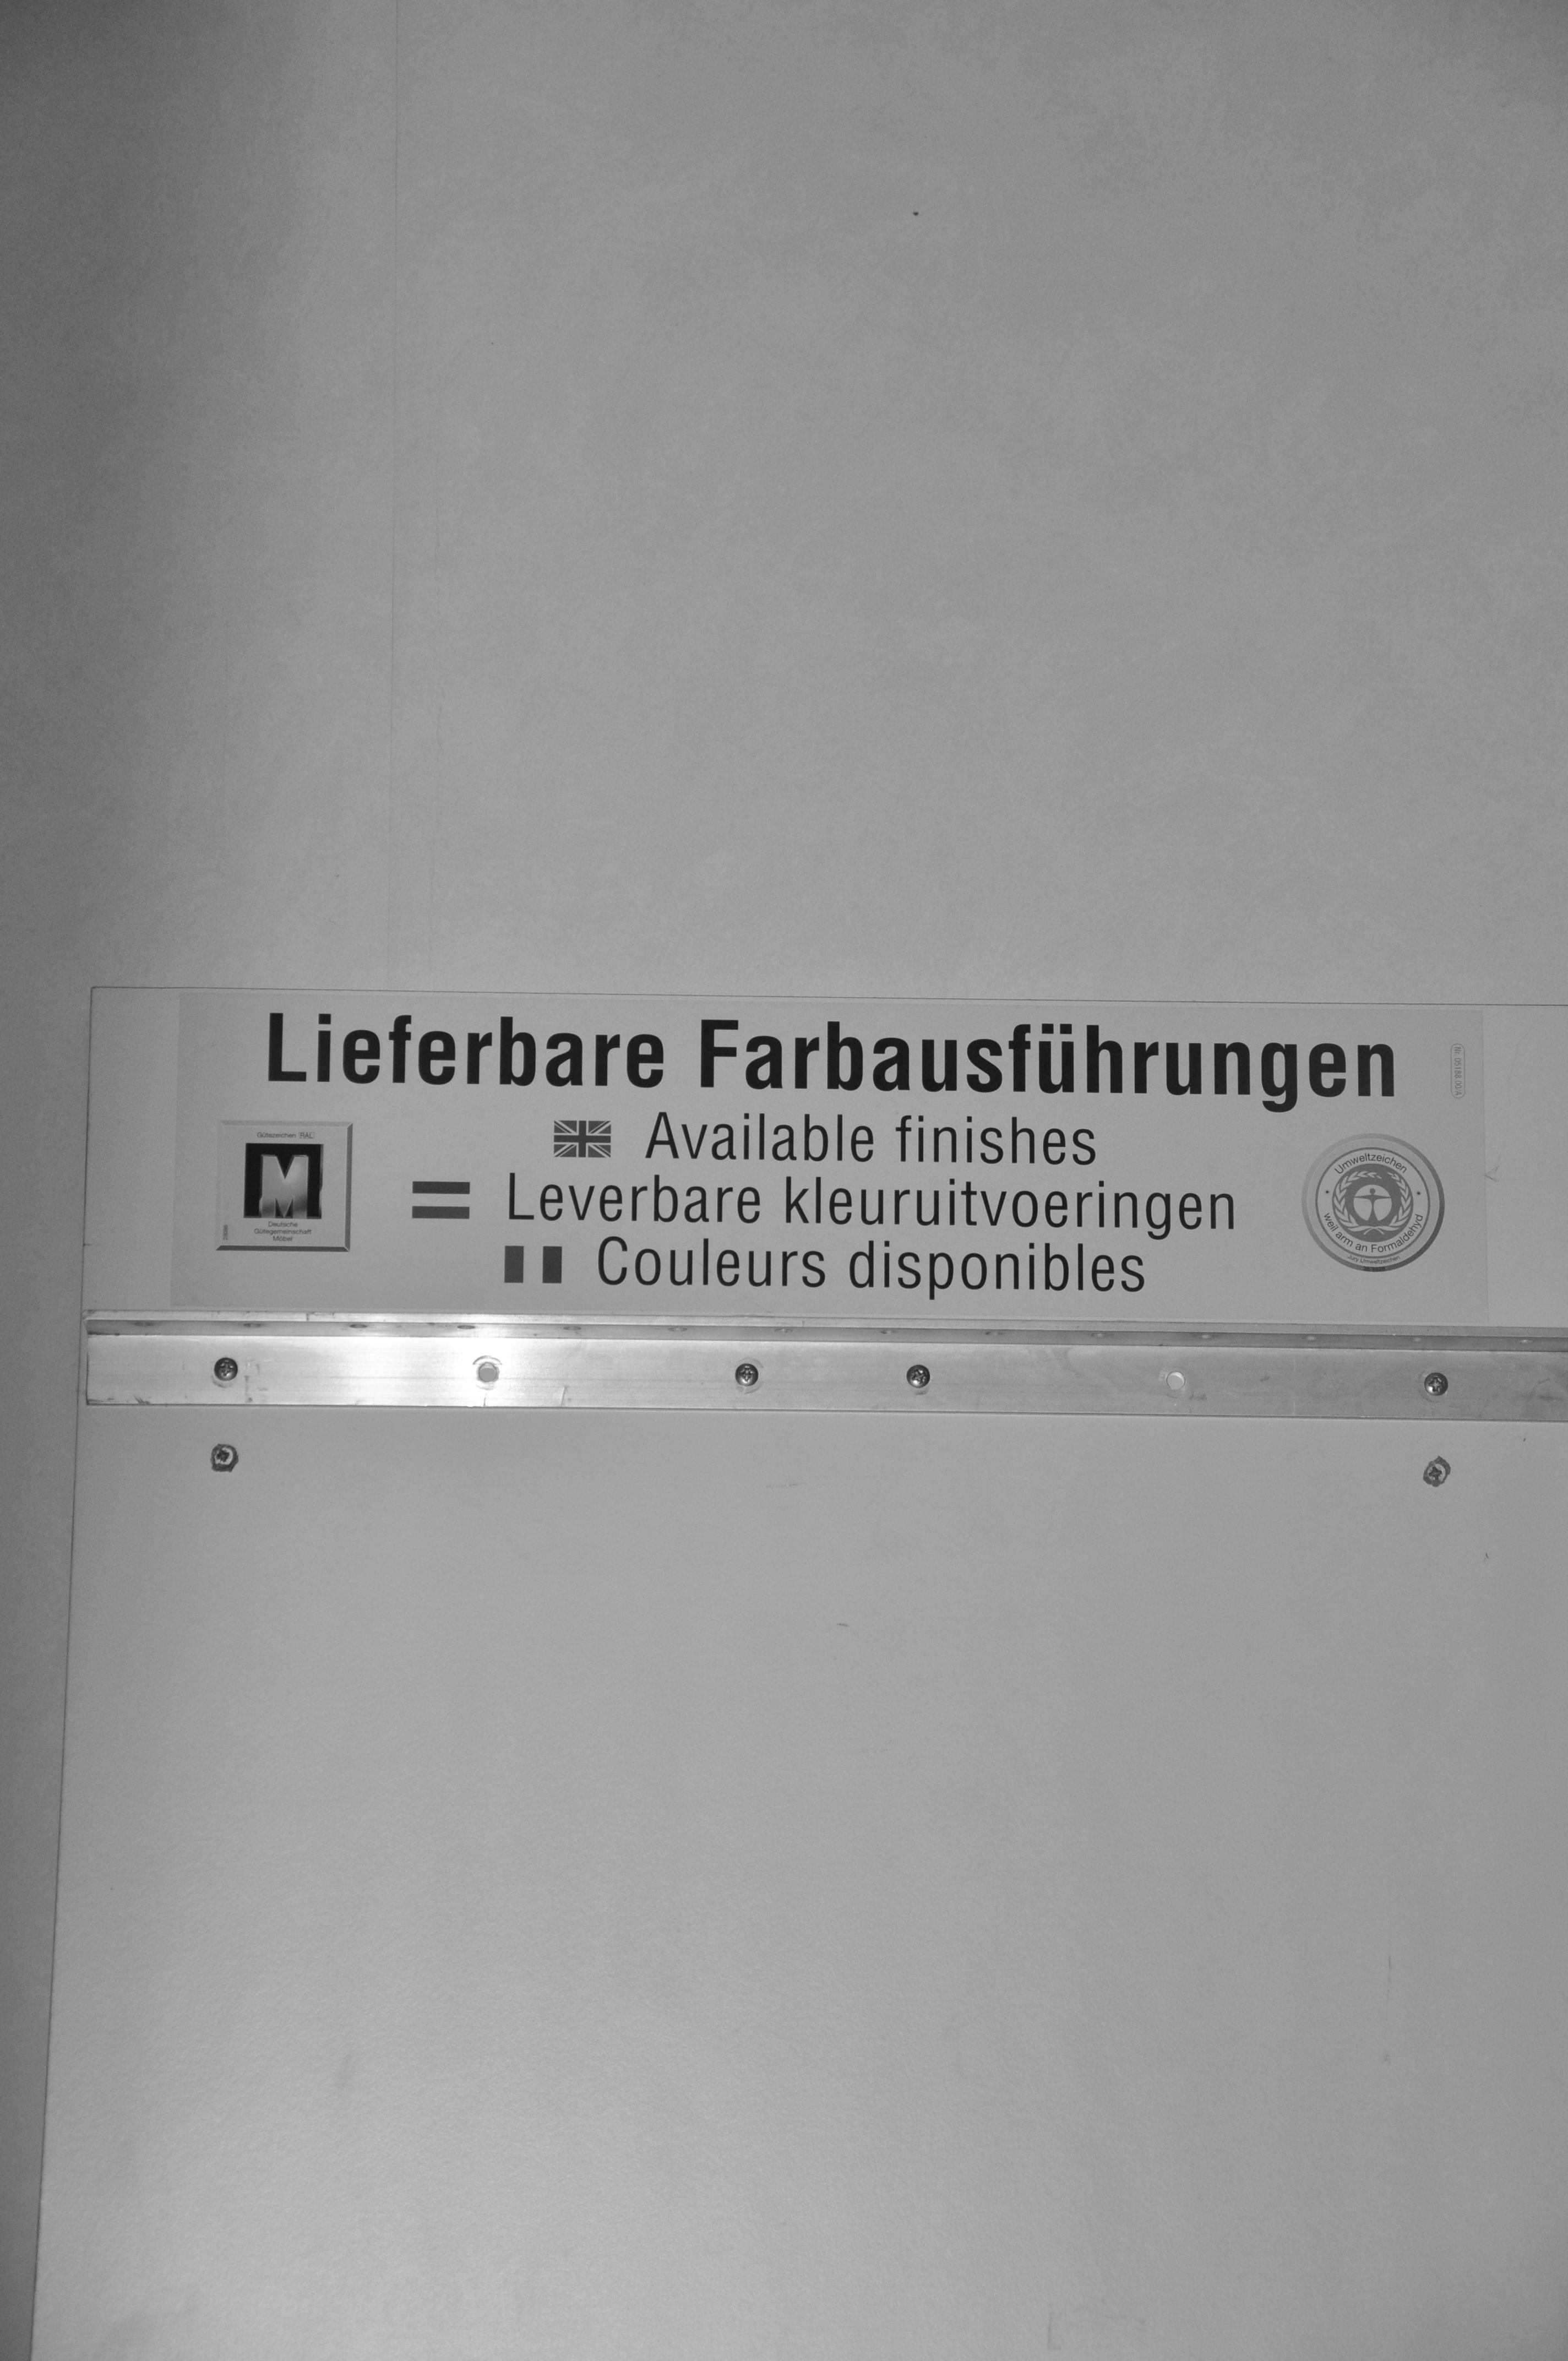 Lieferbare Farbausführungen
Available finishes
Leverbare kleuruitvoeringen
Couleurs disponibles
Gütezeichen RAL
M
Deutsche
Gütegemeinschaft
Möbel
Umweltzeichen
weil arm an Formaldehyd